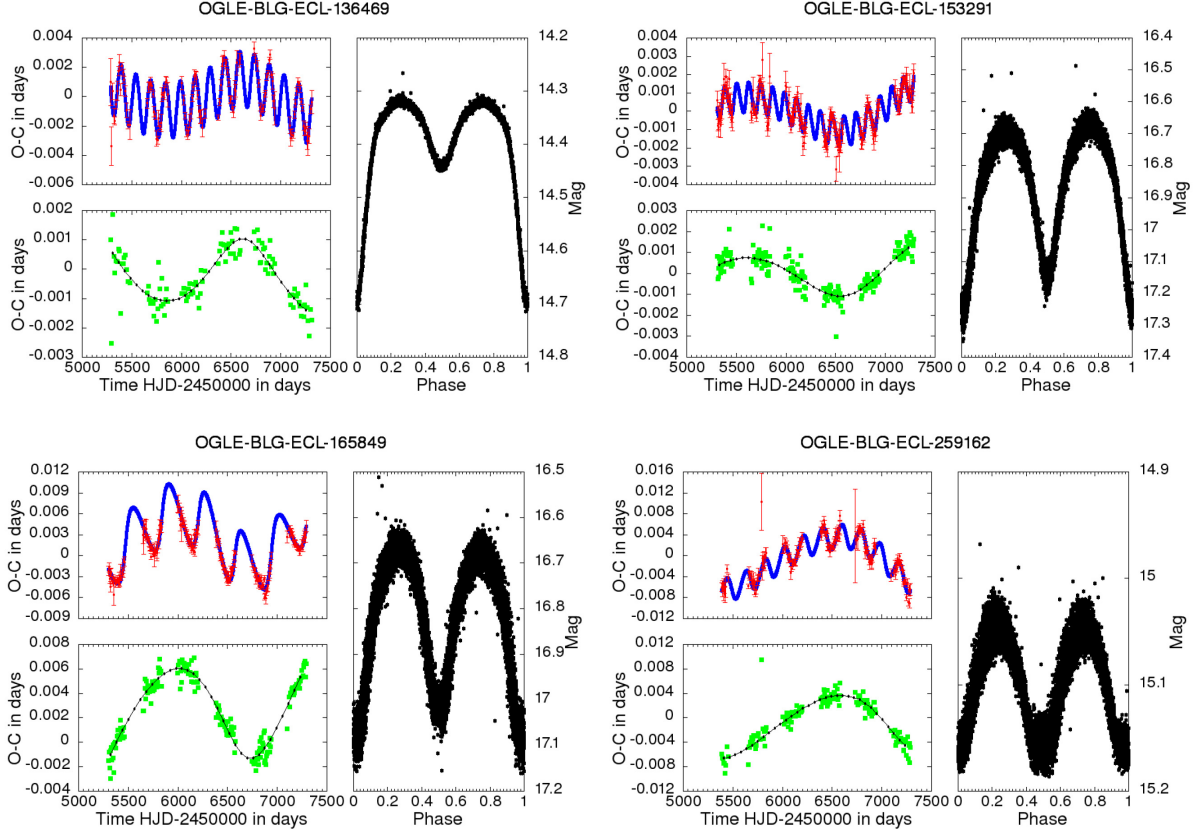 OGLE-BLG-ECL-136469
O-C in days
0.004
0.002
0
-0.002
-0.004
-0.006
O-C in days
0.002
0.001
0
-0.001
-0.002
-0.003
5000 5500 6000 6500 7000 7500
Time HJD-2450000 in days
14.2
14.3
14.4
14.5
14.6
14.7
14.8
Mag
0 0.2 0.4 0.6 0.8 1
Phase
OGLE-BLG-ECL-153291
O-C in days
0.004
0.003
0.002
0.001
0
-0.001
-0.002
-0.003
-0.004
O-C in days
0.003
0.002
0.001
0
-0.001
-0.002
-0.003
-0.004
5000 5500 6000 6500 7000 7500
Time HJD-2450000 in days
16.4
16.5
16.6
16.7
16.8
16.9
17
17.1
17.2
17.3
17.4
Mag
0 0.2 0.4 0.6 0.8 1
Phase
OGLE-BLG-ECL-165849
O-C in days
0.012
0.009
0.006
0.003
0
-0.003
-0.006
-0.009
O-C in days
0.008
0.006
0.004
0.002
0
-0.002
-0.004
5000 5500 6000 6500 7000 7500
Time HJD-2450000 in days
16.5
16.6
16.7
16.8
16.9
17
17.1
17.2
Mag
0 0.2 0.4 0.6 0.8 1
Phase
OGLE-BLG-ECL-259162
O-C in days
0.016
0.012
0.008
0.004
0
-0.004
-0.008
-0.012
O-C in days
0.012
0.008
0.004
0
-0.004
-0.008
-0.012
5000 5500 6000 6500 7000 7500
Time HJD-2450000 in days
14.9
15
15.1
15.2
Mag
0.2 0.4 0.6 0.8 1
Phase